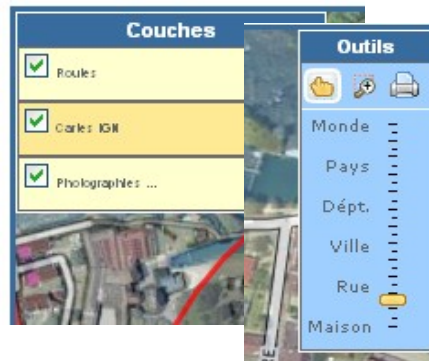 Couches
Routes
Cartes IGN
Photographies ...
Outils
Monde
Pays
Dépt.
Ville
Rue
Maison